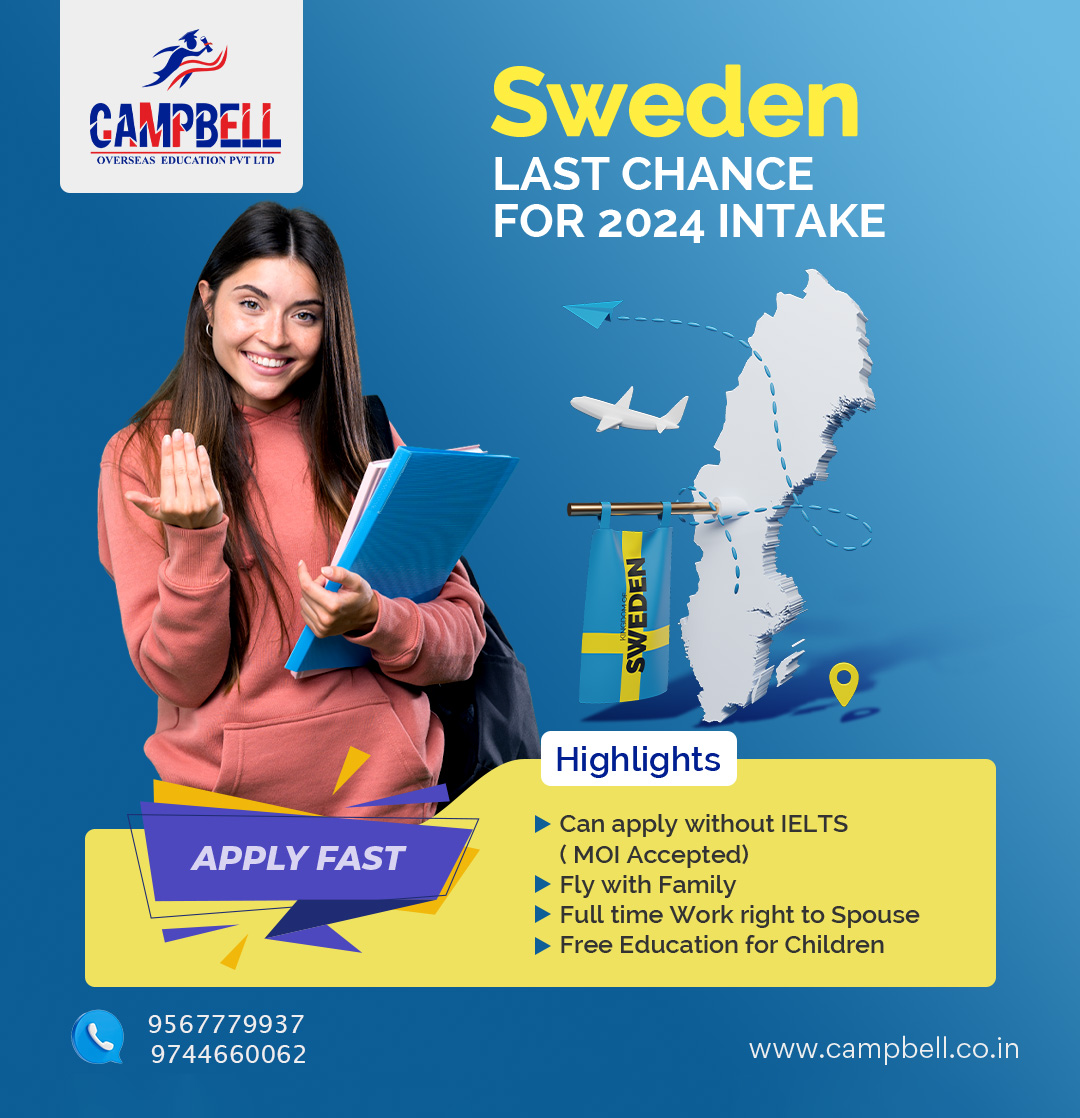 CAMPBELL
OVERSEAS EDUCATION PVT LTD
Sweden
LAST CHANCE
FOR 2024 INTAKE
KINGDOM OF
SWEDEN
Highlights
Can apply without IELTS
( MOI Accepted)
Fly with Family
Full time Work right to Spouse
Free Education for Children
APPLY FAST
9567779937
9744660062
www.campbell.co.in